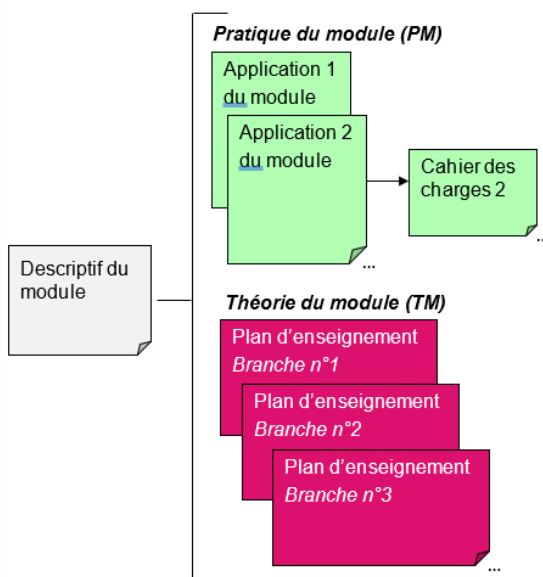 Pratique du module (PM)
Application 1
du module
Application 2
du module
Cahier des
charges 2
...
...
Descriptif du
module
Théorie du module (TM)
Plan d'enseignement
Branche n°1
Plan d'enseignement
Branche n°2
Plan d'enseignement
Branche n°3
...